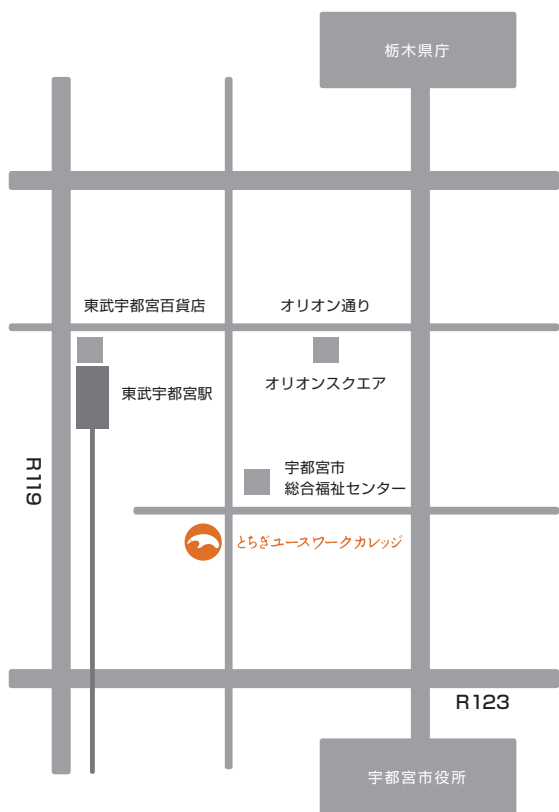 栃木県庁
東武宇都宮百貨店
オリオン通り
オリオンスクエア
東武宇都宮駅
R119
宇都宮市
総合福祉センター
とちぎユースワークカレッジ
R123
宇都宮市役所